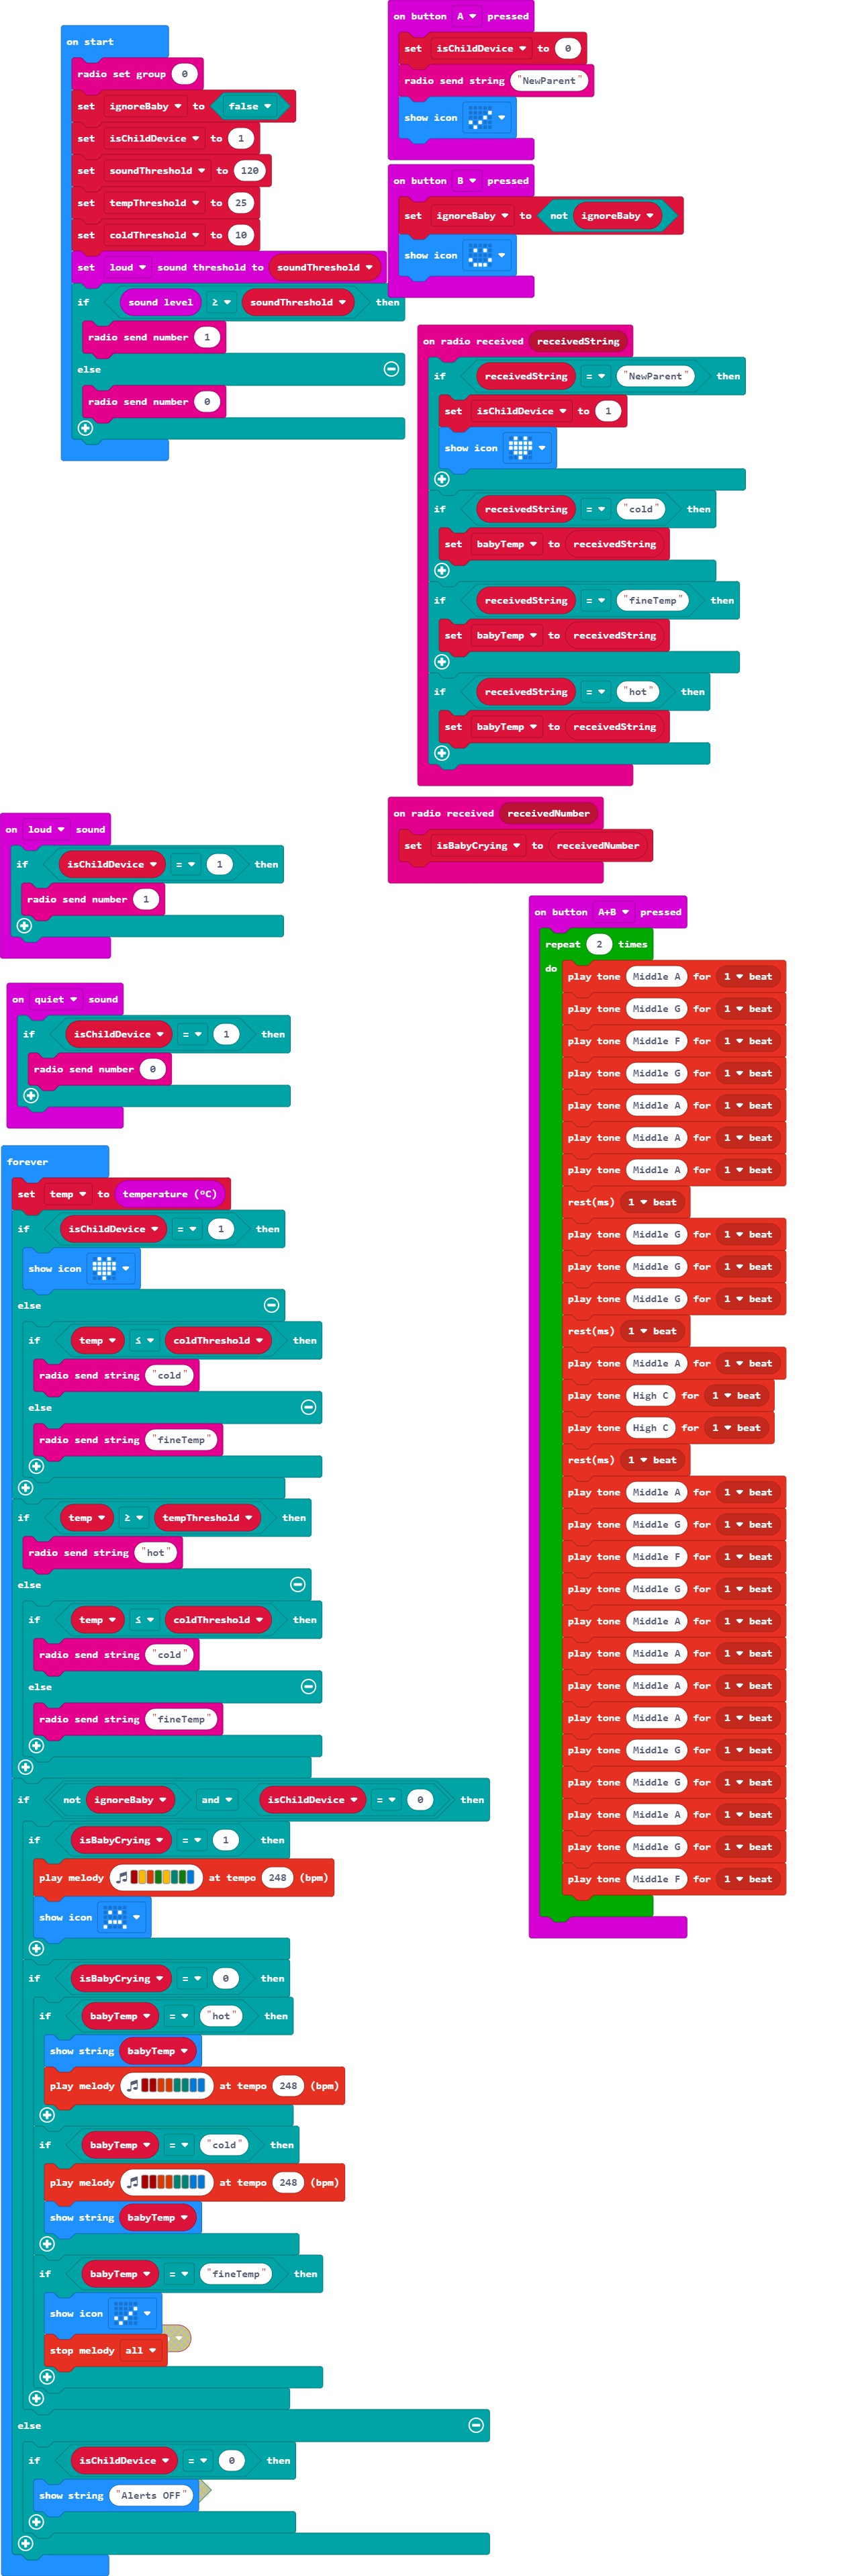 on start
radio set group 0
set ignoreBaby to false
set isChildDevice to 1
set soundThreshold to 120
set tempThreshold to 25
set coldThreshold to 10
set loud sound threshold to soundThreshold
if sound level ≥ soundThreshold then
radio send number 1
else
radio send number 0
on button A pressed
set isChildDevice to 0
radio send string "NewParent"
show icon
on button B pressed
set ignoreBaby to not ignoreBaby
show icon
on radio received receivedString
if receivedString = "NewParent" then
set isChildDevice to 1
show icon
if receivedString = "cold" then
set babyTemp to receivedString
if receivedString = "fineTemp" then
set babyTemp to receivedString
if receivedString = "hot" then
set babyTemp to receivedString
on radio received receivedNumber
set isBabyCrying to receivedNumber
on loud sound
if isChildDevice = 1 then
radio send number 1
on quiet sound
if isChildDevice = 1 then
radio send number 0
forever
set temp to temperature (°C)
if isChildDevice = 1 then
show icon
else
if temp ≤ coldThreshold then
radio send string "cold"
else
radio send string "fineTemp"
if temp ≥ tempThreshold then
radio send string "hot"
else
if temp ≤ coldThreshold then
radio send string "cold"
else
radio send string "fineTemp"
if not ignoreBaby and isChildDevice = 0 then
if isBabyCrying = 1 then
play melody at tempo 248 (bpm)
show icon
if isBabyCrying = 0 then
if babyTemp = "hot" then
show string babyTemp
play melody at tempo 248 (bpm)
if babyTemp = "cold" then
play melody at tempo 248 (bpm)
show string babyTemp
if babyTemp = "fineTemp" then
show icon
stop melody all
else
if isChildDevice = 0 then
show string "Alerts OFF"
on button A+B pressed
repeat 2 times
do
play tone Middle A for 1 beat
play tone Middle G for 1 beat
play tone Middle F for 1 beat
play tone Middle G for 1 beat
play tone Middle A for 1 beat
play tone Middle A for 1 beat
play tone Middle A for 1 beat
rest(ms) 1 beat
play tone Middle G for 1 beat
play tone Middle G for 1 beat
play tone Middle G for 1 beat
rest(ms) 1 beat
play tone Middle A for 1 beat
play tone High C for 1 beat
play tone High C for 1 beat
rest(ms) 1 beat
play tone Middle A for 1 beat
play tone Middle G for 1 beat
play tone Middle F for 1 beat
play tone Middle G for 1 beat
play tone Middle A for 1 beat
play tone Middle A for 1 beat
play tone Middle A for 1 beat
play tone Middle A for 1 beat
play tone Middle G for 1 beat
play tone Middle G for 1 beat
play tone Middle A for 1 beat
play tone Middle G for 1 beat
play tone Middle F for 1 beat